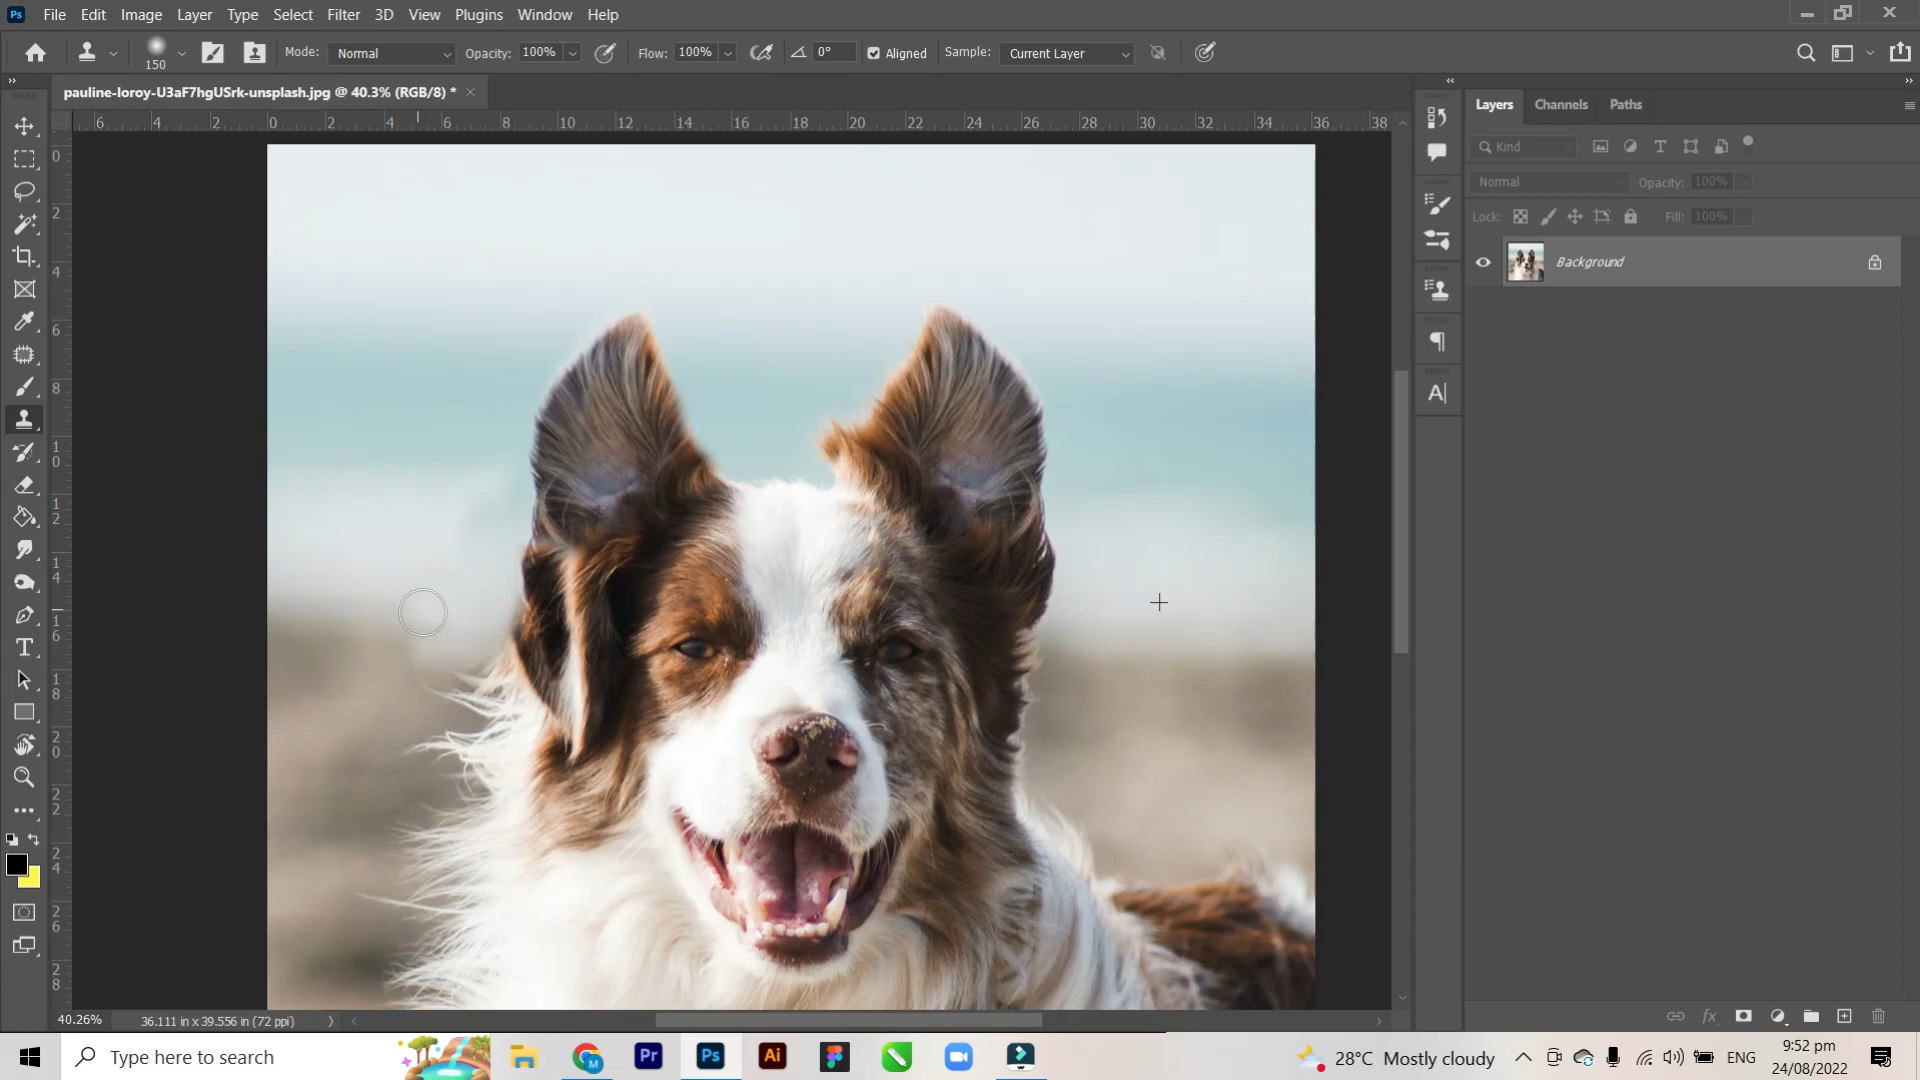 Ps File Edit Image Layer Type Select Filter 3D View Plugins Window Help
150 Mode: Normal Opacity: 100% Flow: 100% 0° Aligned Sample: Current Layer
pauline-loroy-U3aF7hgUSrk-unsplash.jpg @ 40.3% (RGB/8) *
6 4 2 0 2 4 6 8 10 12 14 16 18 20 22 24 26 28 30 32 34 36 38
0
2
4
6
8
10
12
14
16
18
20
22
24
26
28
Layers Channels Paths
Kind
Normal Opacity: 100%
Lock: Fill: 100%
Background
fx
40.26% 36.111 in x 39.556 in (72 ppi)
Type here to search
M Pr Ps Ai
28°C Mostly cloudy ENG
9:52 pm
24/08/2022